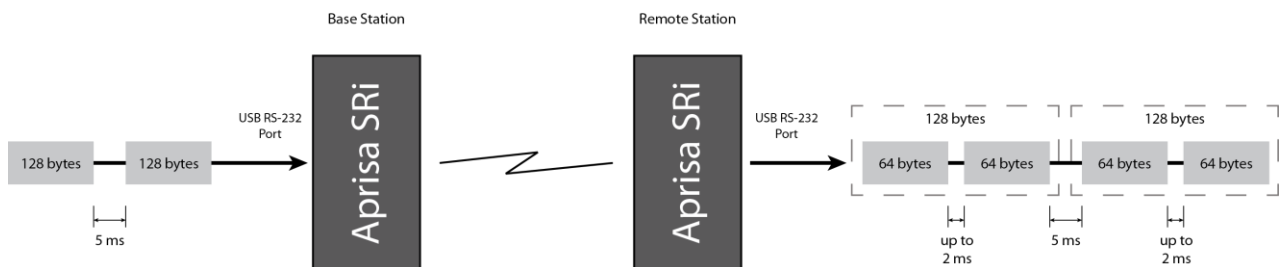 Base Station
Remote Station
USB RS-232
Port
USB RS-232
Port
128 bytes
128 bytes
128 bytes
128 bytes
Aprisa SRi
Aprisa SRi
64 bytes
64 bytes
64 bytes
64 bytes
5 ms
up to
2 ms
5 ms
up to
2 ms